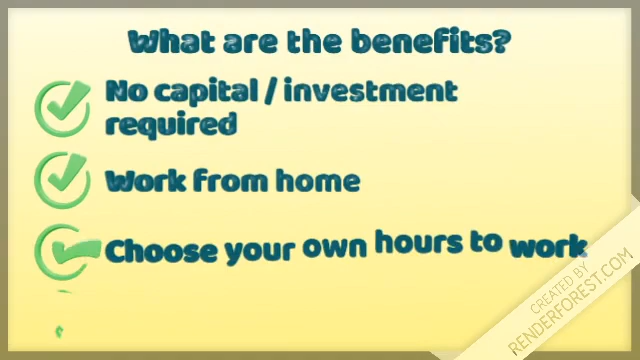 What are the benefits?
No capital / investment
required
Work from home
Choose your own hours to work
CREATED BY
RENDERFOREST.COM